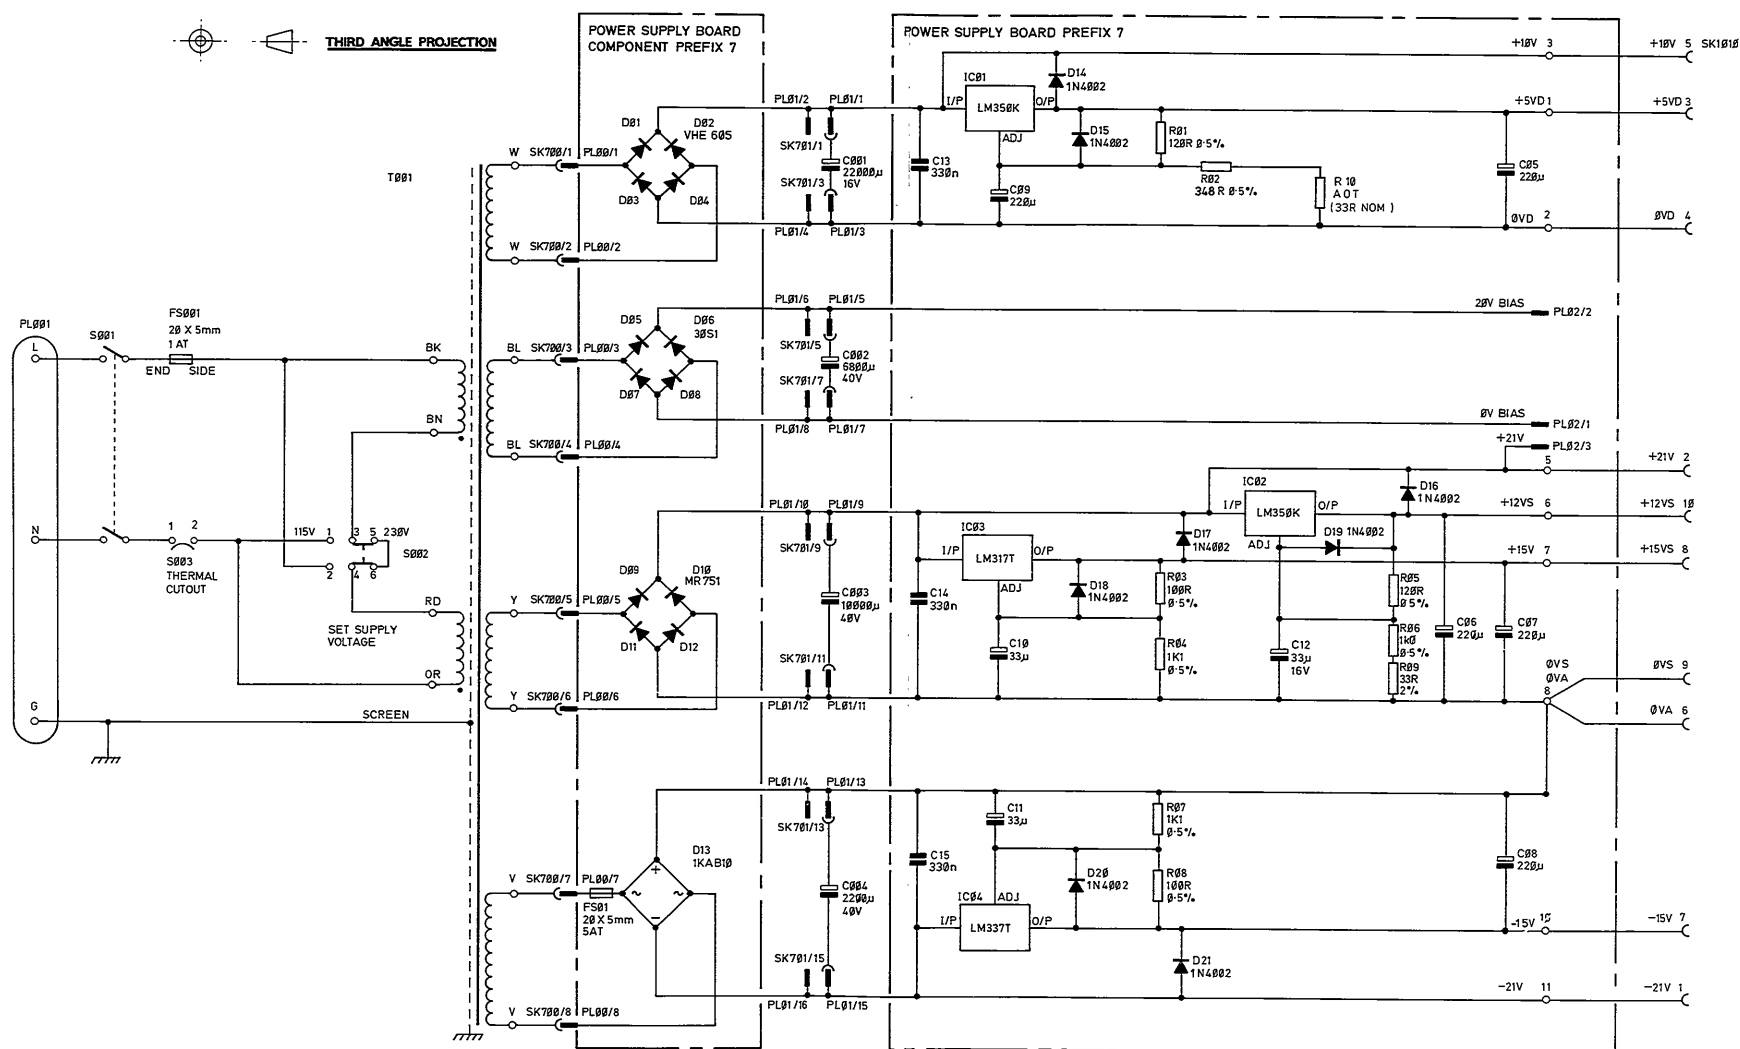 THIRD ANGLE PROJECTION
POWER SUPPLY BOARD
COMPONENT PREFIX 7
POWER SUPPLY BOARD PREFIX 7
+10V 3
+10V 5 SK1010
IC01
I/P
LM350K
O/P
ADJ
D14
1N4002
+5VD 1
+5VD 3
PL01/2
PL01/1
D01
D02
VHE 605
D03
D04
SK701/1
C001
22000µ
16V
SK701/3
PL01/4
PL01/3
C13
330n
C09
220µ
D15
1N4002
R01
120R 0·5%
R02
348R 0·5%
R10
AOT
(33R NOM)
C05
220µ
0VD 2
0VD 4
T001
W
SK700/1
PL00/1
W
SK700/2
PL00/2
PL01/6
PL01/5
20V BIAS
PL02/2
D05
D06
30S1
D07
D08
SK701/5
C002
6800µ
40V
SK701/7
PL01/8
PL01/7
0V BIAS
PL02/1
+21V
PL02/3
5
+21V 2
BL
SK700/3
PL00/3
BL
SK700/4
PL00/4
PL001
L
S001
FS001
20 X 5mm
1 AT
END SIDE
BK
BN
N
1 2
S003
THERMAL
CUTOUT
115V 1
3 5 230V
2
4 6
S002
RD
SET SUPPLY
VOLTAGE
OR
G
SCREEN
PL01/10
PL01/9
D09
D10
MR751
D11
D12
SK701/9
C003
10000µ
40V
SK701/11
PL01/12
PL01/11
Y
SK700/5
PL00/5
Y
SK700/6
PL00/6
IC03
I/P
LM317T
O/P
ADJ
C14
330n
C10
33µ
D17
1N4002
D18
1N4002
R03
100R
0·5%
R04
1K1
0·5%
IC02
I/P
LM350K
O/P
ADJ
D16
1N4002
D19 1N4002
R05
120R
0·5%
R06
1k0
0·5%
R09
33R
2%
C12
33µ
16V
C06
220µ
C07
220µ
+12VS 6
+12VS 10
+15V 7
+15VS 8
0VS
0VA
8
0VS 9
0VA 6
PL01/14
PL01/13
SK701/13
D13
1KAB10
+
~
~
−
V
SK700/7
PL00/7
FS01
20 X 5mm
5AT
V
SK700/8
PL00/8
C004
2200µ
40V
SK701/15
PL01/16
PL01/15
C15
330n
C11
33µ
IC04
ADJ
I/P
LM337T
O/P
D20
1N4002
R07
1K1
0·5%
R08
100R
0·5%
D21
1N4002
C08
220µ
-15V 10
-15V 7
-21V 11
-21V 1